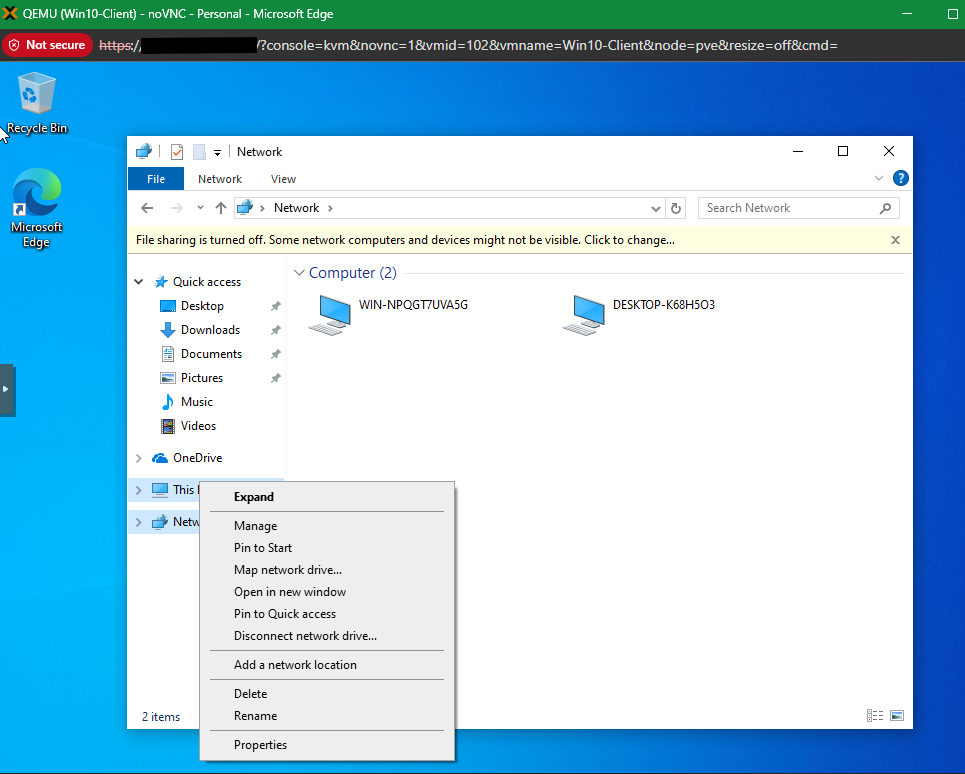 QEMU (Win10-Client) - noVNC - Personal - Microsoft Edge
Not secure https:/ /?console=kvm&novnc=1&vmid=102&vmname=Win10-Client&node=pve&resize=off&cmd=
Recycle Bin
Microsoft
Edge
Network
File Network View
Network
Search Network
File sharing is turned off. Some network computers and devices might not be visible. Click to change...
Quick access
Desktop
Downloads
Documents
Pictures
Music
Videos
OneDrive
This
Netw
Computer (2)
WIN-NPQGT7UVA5G
DESKTOP-K68H5O3
Expand
Manage
Pin to Start
Map network drive...
Open in new window
Pin to Quick access
Disconnect network drive...
Add a network location
Delete
Rename
Properties
2 items